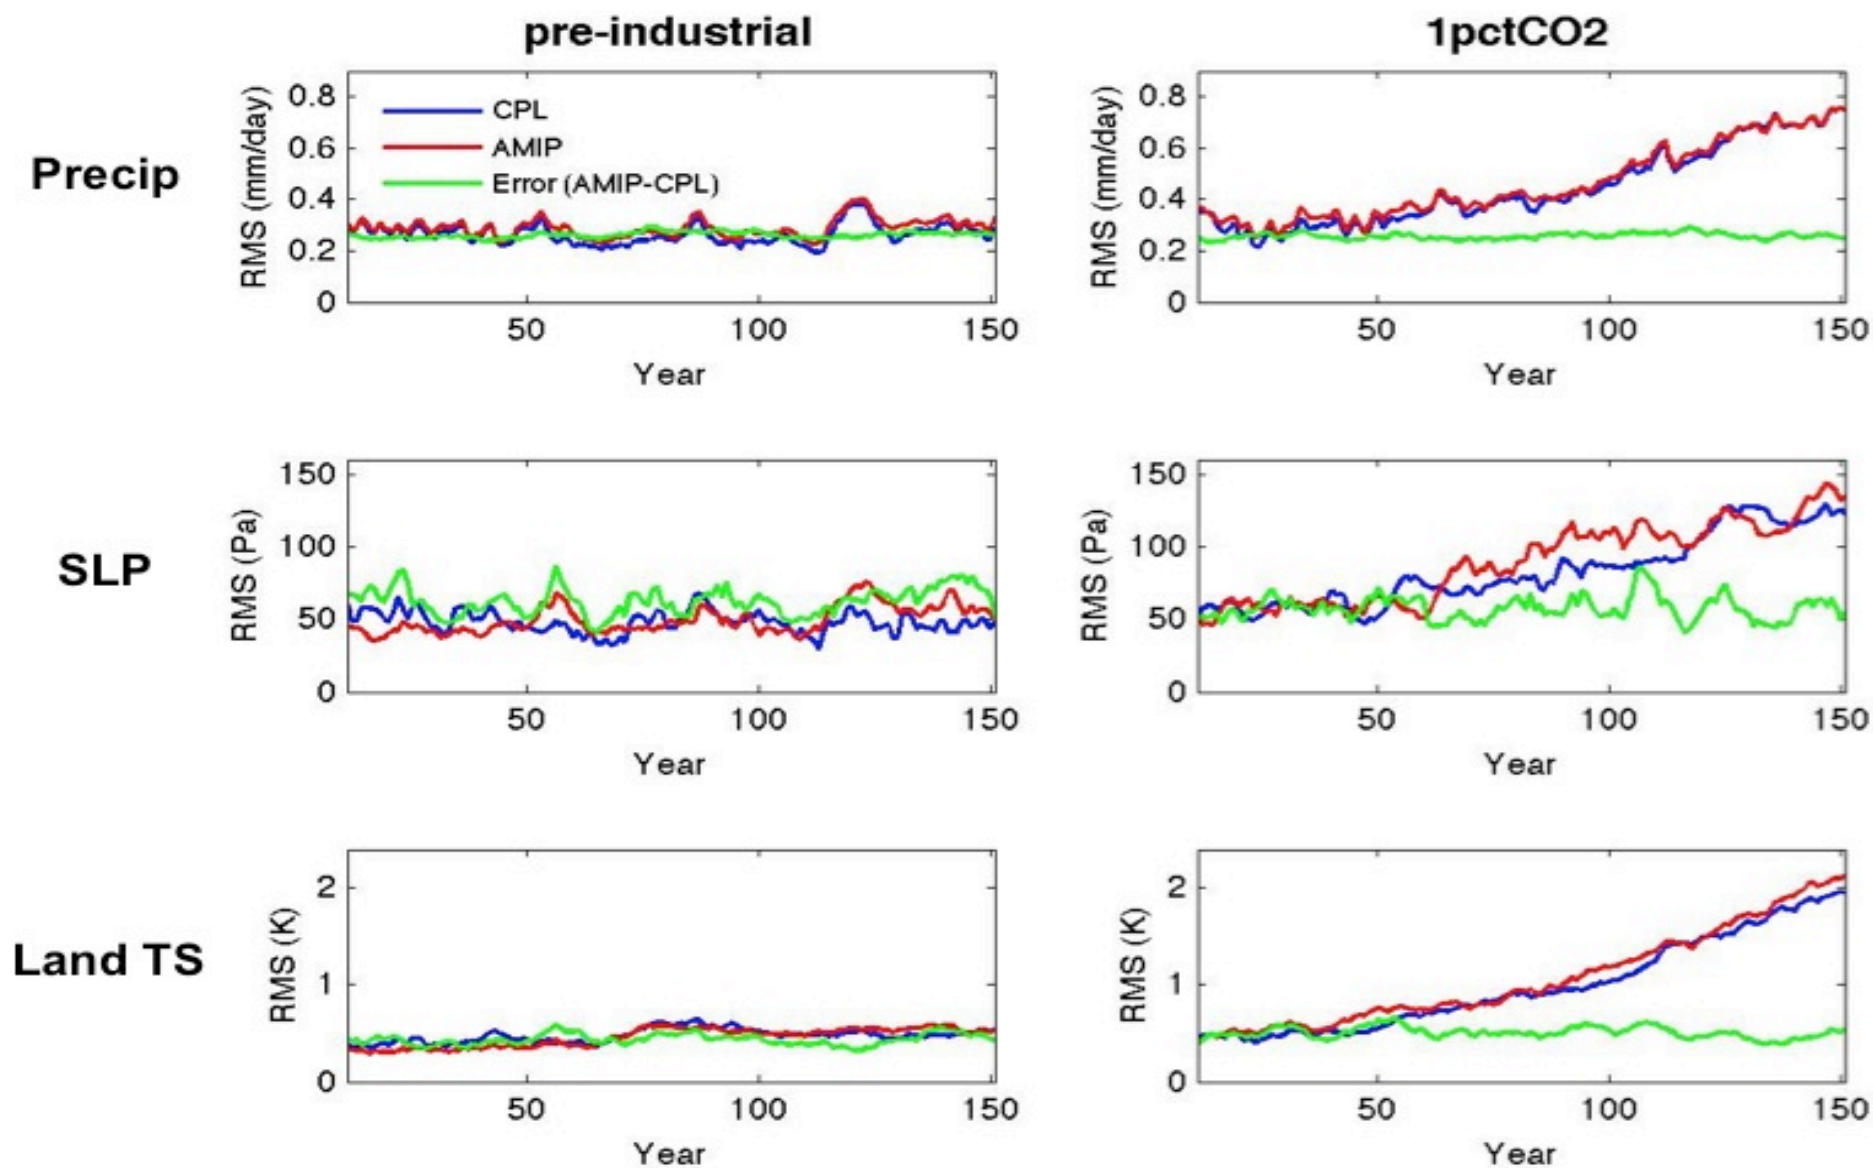 pre-industrial
1pctCO2
Precip
RMS (mm/day)
0.8
0.6
0.4
0.2
0
CPL
AMIP
Error (AMIP-CPL)
50
100
150
Year
RMS (mm/day)
0.8
0.6
0.4
0.2
0
50
100
150
Year
SLP
RMS (Pa)
150
100
50
0
50
100
150
Year
RMS (Pa)
150
100
50
0
50
100
150
Year
Land TS
RMS (K)
2
1
0
50
100
150
Year
RMS (K)
2
1
0
50
100
150
Year